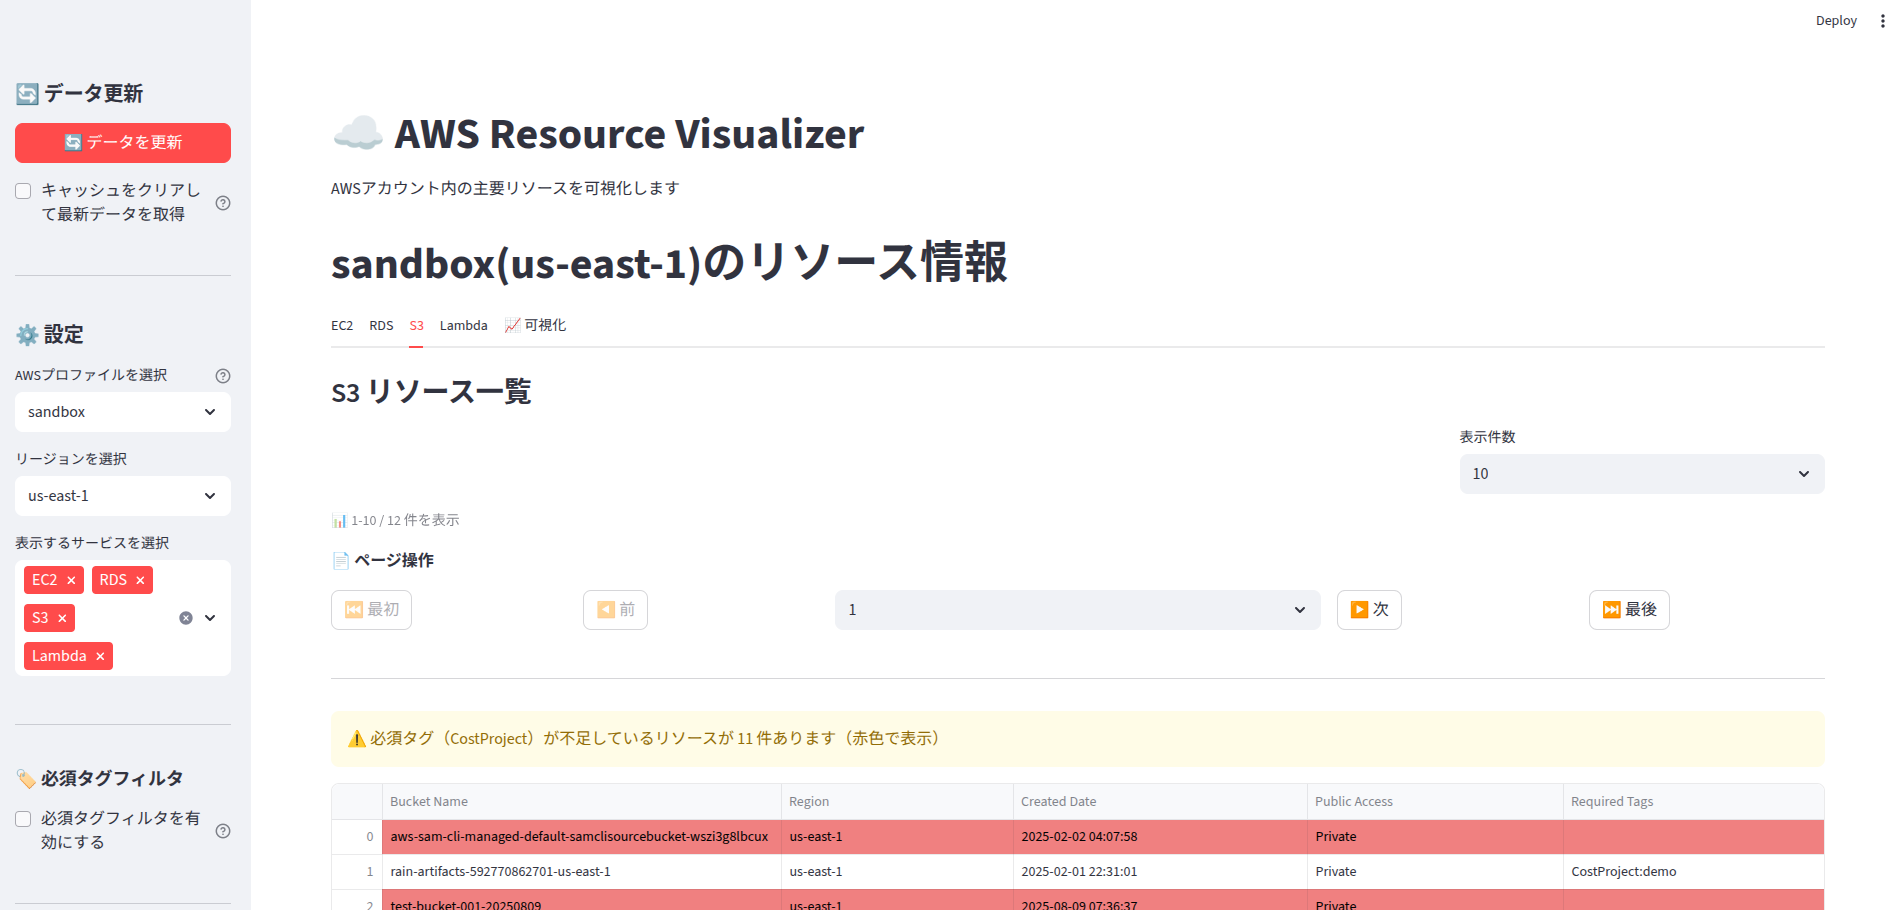 Deploy
データ更新
データを更新
キャッシュをクリアし
て最新データを取得
設定
AWSプロファイルを選択
sandbox
リージョンを選択
us-east-1
表示するサービスを選択
EC2 × RDS ×
S3 ×
Lambda ×
必須タグフィルタ
必須タグフィルタを有
効にする
AWS Resource Visualizer
AWSアカウント内の主要リソースを可視化します
sandbox(us-east-1)のリソース情報
EC2 RDS S3 Lambda 可視化
S3 リソース一覧
表示件数
10
1-10 / 12 件を表示
ページ操作
最初 前 1 次 最後
必須タグ（CostProject）が不足しているリソースが 11 件あります（赤色で表示）
Bucket Name Region Created Date Public Access Required Tags
0 aws-sam-cli-managed-default-samclisourcebucket-wszi3g8lbcux us-east-1 2025-02-02 04:07:58 Private
1 rain-artifacts-592770862701-us-east-1 us-east-1 2025-02-01 22:31:01 Private CostProject:demo
2 test-bucket-001-20250809 us-east-1 2025-08-09 07:36:37 Private